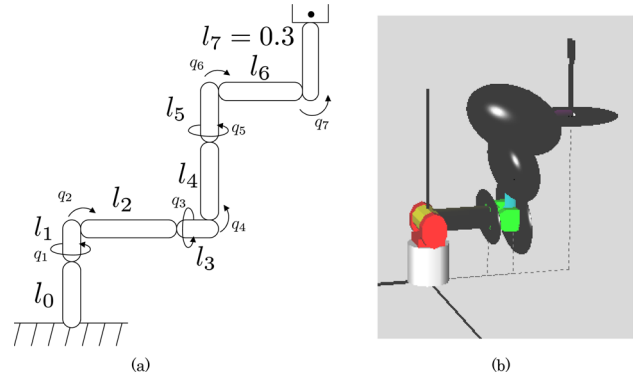 l₇ = 0.3
q₆
l₆
l₅
q₇
q₅
l₄
q₂
l₂
q₃
l₁
q₄
q₁
l₃
l₀
(a)
(b)